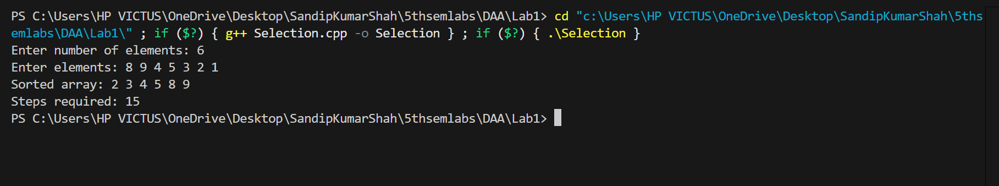 PS C:\Users\HP VICTUS\OneDrive\Desktop\SandipKumarShah\5thsemlabs\DAA\Lab1> cd "c:\Users\HP VICTUS\OneDrive\Desktop\SandipKumarShah\5ths
emlabs\DAA\Lab1\" ; if ($?) { g++ Selection.cpp -o Selection } ; if ($?) { .\Selection }
Enter number of elements: 6
Enter elements: 8 9 4 5 3 2 1
Sorted array: 2 3 4 5 8 9
Steps required: 15
PS C:\Users\HP VICTUS\OneDrive\Desktop\SandipKumarShah\5thsemlabs\DAA\Lab1>